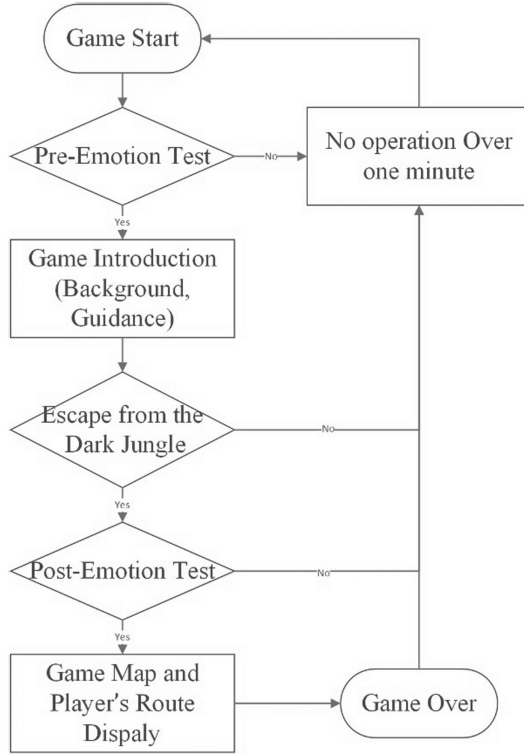 Game Start
Pre-Emotion Test
No
No operation Over
one minute
Yes
Game Introduction
(Background,
Guidance)
Escape from the
Dark Jungle
No
Yes
Post-Emotion Test
No
Yes
Game Map and
Player's Route
Dispaly
Game Over